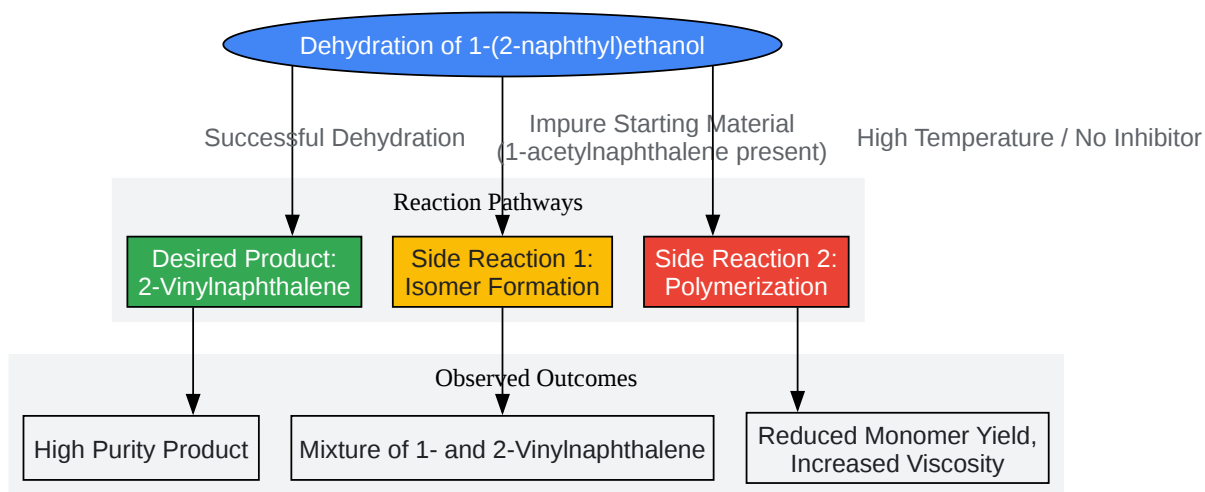 Dehydration of 1-(2-naphthyl)ethanol
Successful Dehydration
Impure Starting Material
(1-acetylnaphthalene present)
High Temperature / No Inhibitor
Reaction Pathways
Desired Product:
2-Vinylnaphthalene
Side Reaction 1:
Isomer Formation
Side Reaction 2:
Polymerization
Observed Outcomes
High Purity Product
Mixture of 1- and 2-Vinylnaphthalene
Reduced Monomer Yield,
Increased Viscosity